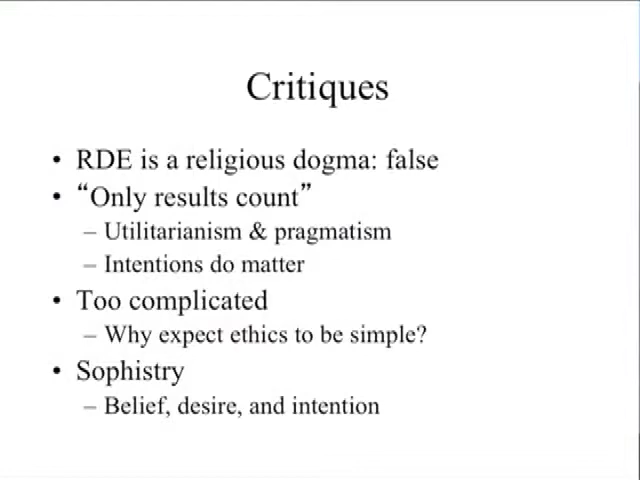 Critiques
• RDE is a religious dogma: false
• “Only results count”
– Utilitarianism & pragmatism
– Intentions do matter
• Too complicated
– Why expect ethics to be simple?
• Sophistry
– Belief, desire, and intention